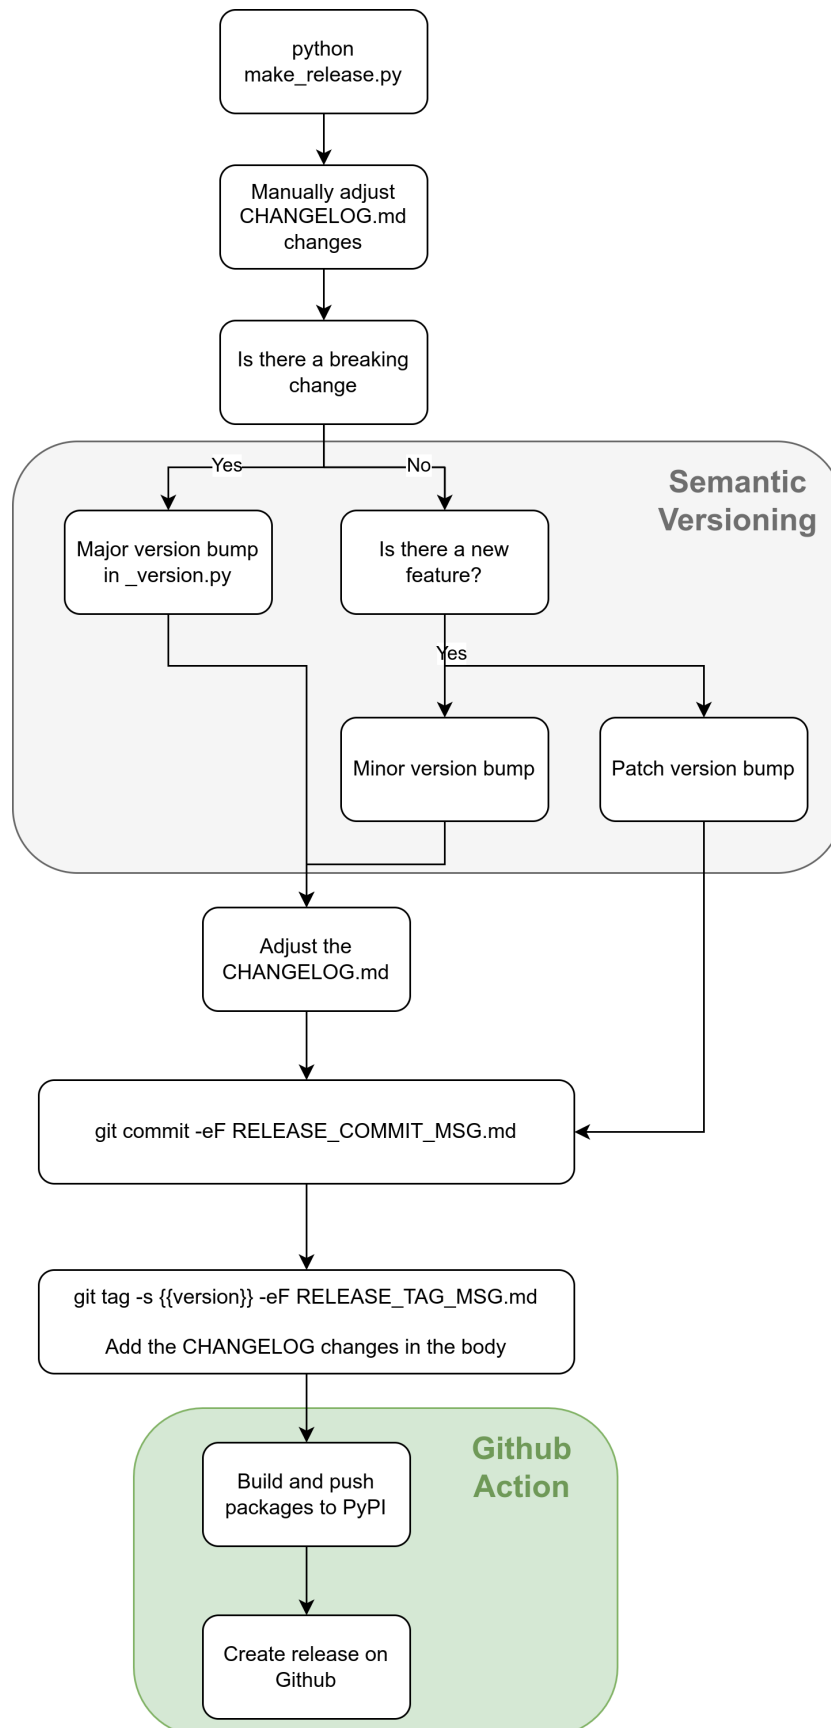 python
make_release.py
Manually adjust
CHANGELOG.md
changes
Is there a breaking
change
Yes
No
Semantic
Versioning
Major version bump
in _version.py
Is there a new
feature?
Yes
Minor version bump
Patch version bump
Adjust the
CHANGELOG.md
git commit -eF RELEASE_COMMIT_MSG.md
git tag -s {{version}} -eF RELEASE_TAG_MSG.md
Add the CHANGELOG changes in the body
Github
Action
Build and push
packages to PyPI
Create release on
Github